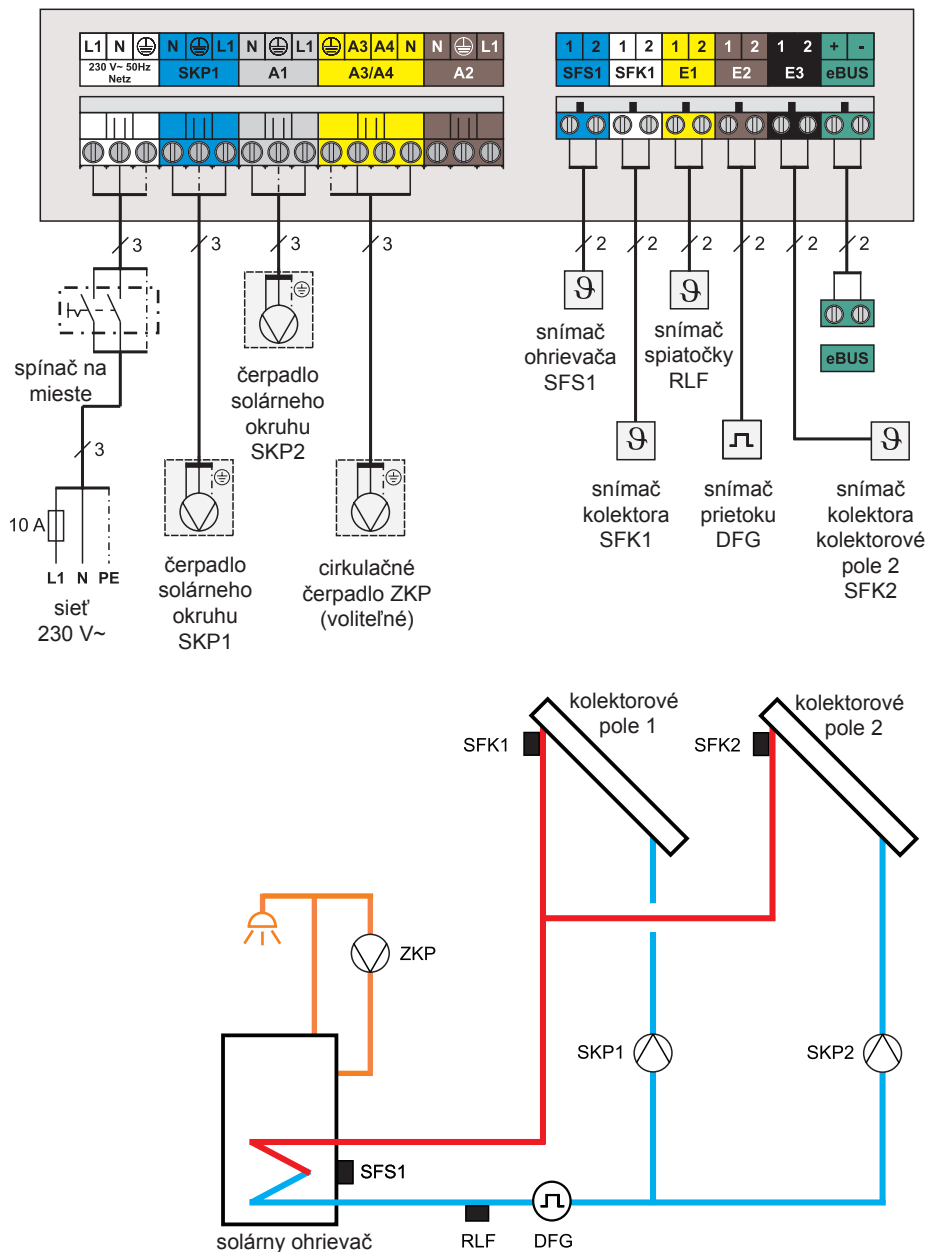 L1 N N L1 N L1 A3 A4 N N L1
230 V~ 50Hz
Netz
SKP1 A1 A3/A4 A2
1 2 1 2 1 2 1 2 1 2 + -
SFS1 SFK1 E1 E2 E3 eBUS
3 3 3 3
2 2 2 2 2 2
spínač na
mieste
3
10 A
L1 N PE
sieť
230 V~
čerpadlo
solárneho
okruhu
SKP1
čerpadlo
solárneho
okruhu
SKP2
cirkulačné
čerpadlo ZKP
(voliteľné)
ϑ
snímač
ohrievača
SFS1
ϑ
snímač
kolektora
SFK1
ϑ
snímač
spiatočky
RLF
snímač
prietoku
DFG
eBUS
ϑ
snímač
kolektora
kolektorové
pole 2
SFK2
kolektorové
pole 1
kolektorové
pole 2
SFK1
SFK2
ZKP
SKP1
SKP2
SFS1
solárny ohrievač
RLF
DFG